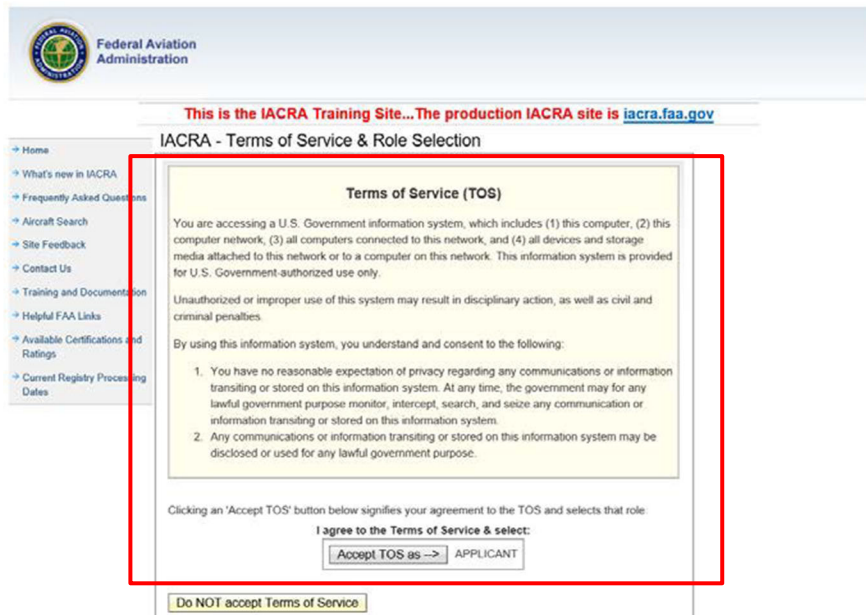 Federal Aviation
Administration
This is the IACRA Training Site...The production IACRA site is iacra.faa.gov
Home
What's new in IACRA
Frequently Asked Questions
Aircraft Search
Site Feedback
Contact Us
Training and Documentation
Helpful FAA Links
Available Certifications and
Ratings
Current Registry Processing
Dates
IACRA - Terms of Service & Role Selection
Terms of Service (TOS)
You are accessing a U.S. Government information system, which includes (1) this computer, (2) this
computer network, (3) all computers connected to this network, and (4) all devices and storage
media attached to this network or to a computer on this network. This information system is provided
for U.S. Government-authorized use only.
Unauthorized or improper use of this system may result in disciplinary action, as well as civil and
criminal penalties.
By using this information system, you understand and consent to the following:
1. You have no reasonable expectation of privacy regarding any communications or information
transiting or stored on this information system. At any time, the government may for any
lawful government purpose monitor, intercept, search, and seize any communication or
information transiting or stored on this information system.
2. Any communications or information transiting or stored on this information system may be
disclosed or used for any lawful government purpose.
Clicking an 'Accept TOS' button below signifies your agreement to the TOS and selects that role
I agree to the Terms of Service & select:
Accept TOS as --> APPLICANT
Do NOT accept Terms of Service